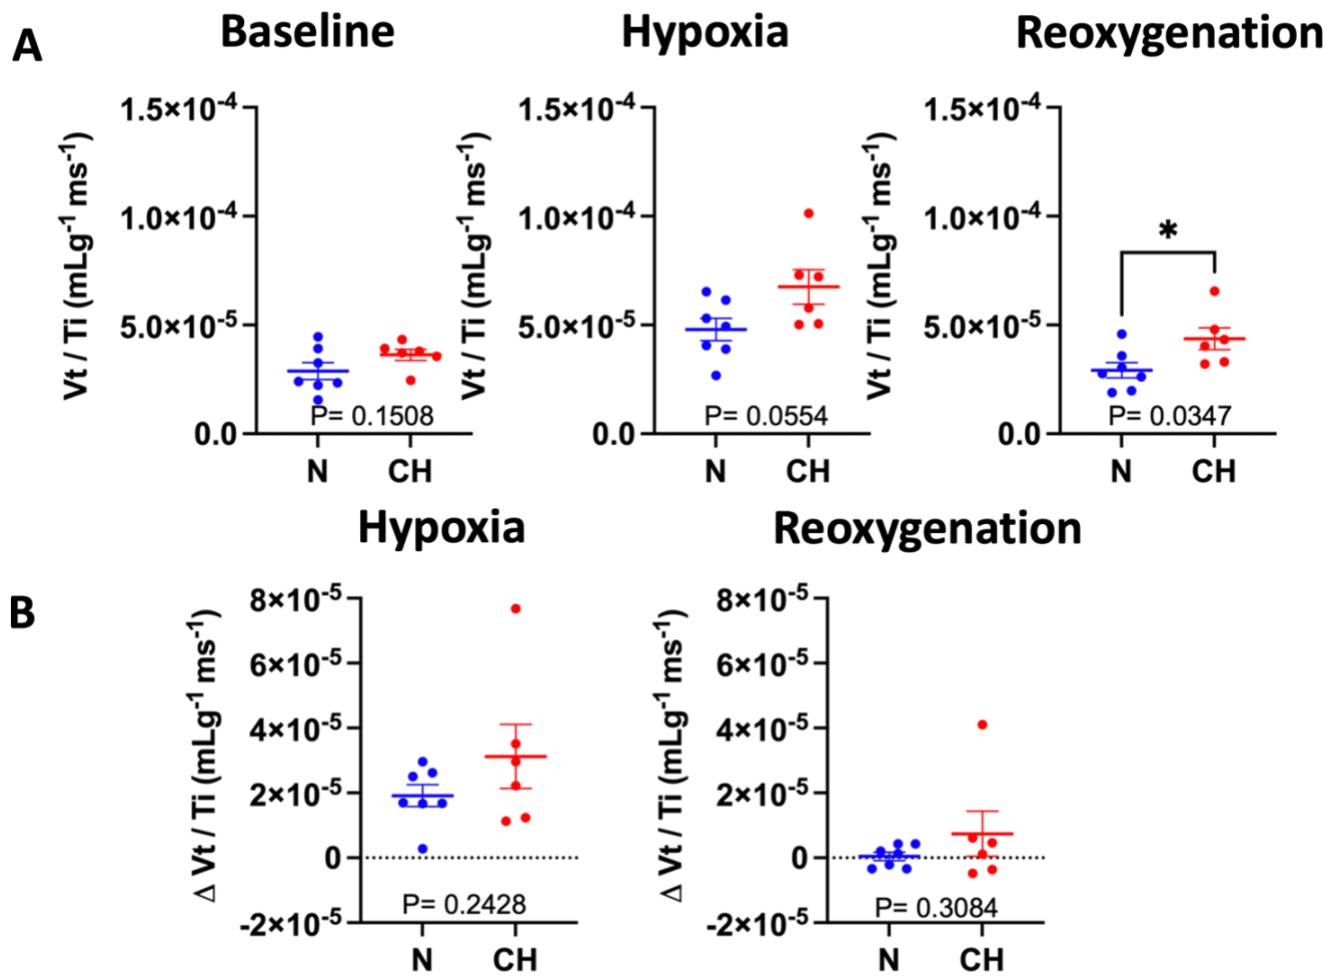 A
Baseline
Hypoxia
Reoxygenation
Vt / Ti (mLg⁻¹ ms⁻¹)
1.5×10⁻⁴
1.0×10⁻⁴
5.0×10⁻⁵
0.0
P= 0.1508
N
CH
Vt / Ti (mLg⁻¹ ms⁻¹)
1.5×10⁻⁴
1.0×10⁻⁴
5.0×10⁻⁵
0.0
P= 0.0554
N
CH
Vt / Ti (mLg⁻¹ ms⁻¹)
1.5×10⁻⁴
1.0×10⁻⁴
5.0×10⁻⁵
0.0
*
P= 0.0347
N
CH
B
Hypoxia
Reoxygenation
Δ Vt / Ti (mLg⁻¹ ms⁻¹)
8×10⁻⁵
6×10⁻⁵
4×10⁻⁵
2×10⁻⁵
0
-2×10⁻⁵
P= 0.2428
N
CH
Δ Vt / Ti (mLg⁻¹ ms⁻¹)
8×10⁻⁵
6×10⁻⁵
4×10⁻⁵
2×10⁻⁵
0
-2×10⁻⁵
P= 0.3084
N
CH